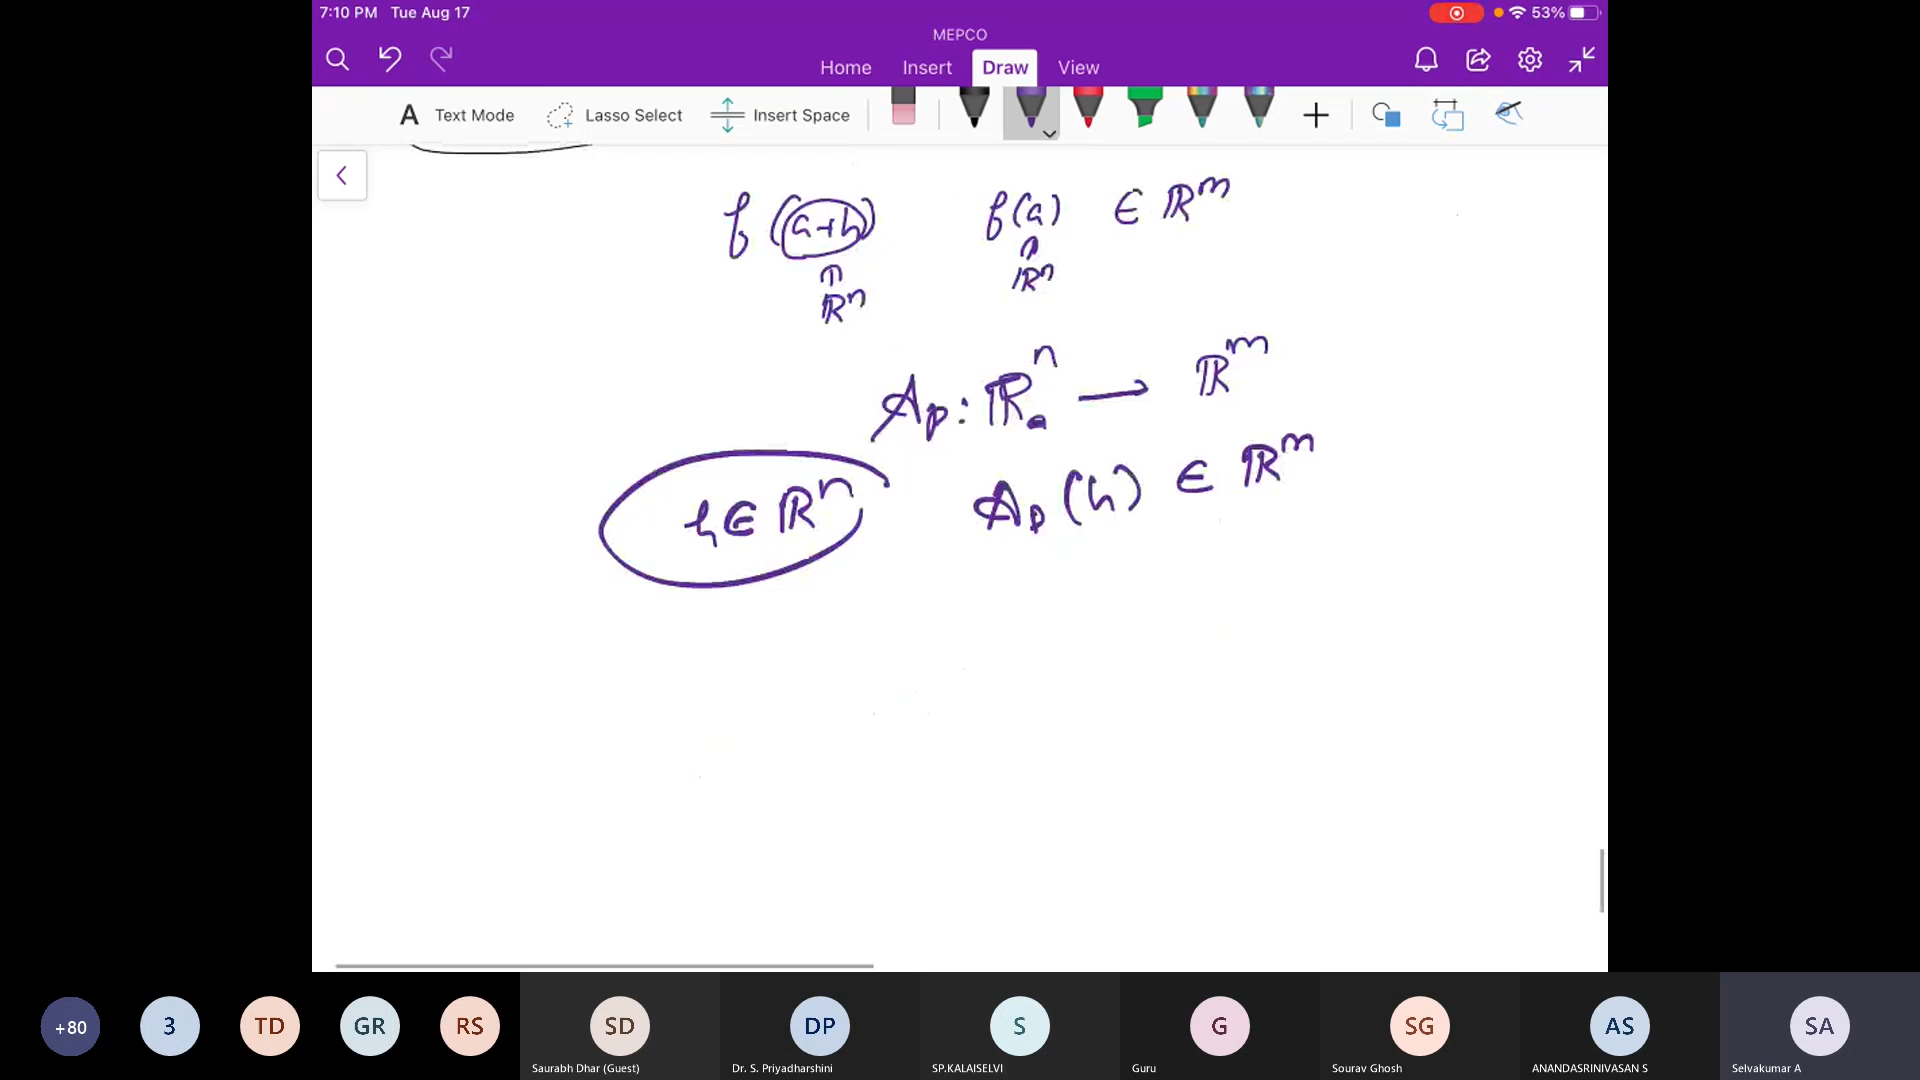 7:10 PM Tue Aug 17 53%
MEPCO
Home Insert Draw View
A Text Mode Lasso Select Insert Space
f(a+h) f(a) ∈ ℝᵐ
∩ ∩
ℝⁿ ℝⁿ
Aₚ : ℝⁿₐ → ℝᵐ
h ∈ ℝⁿ Aₚ(h) ∈ ℝᵐ
+80 3 TD GR RS SD DP S G SG AS SA
Saurabh Dhar (Guest) Dr. S. Priyadharshini SP.KALAISELVI Guru Sourav Ghosh ANANDASRINIVASAN S Selvakumar A